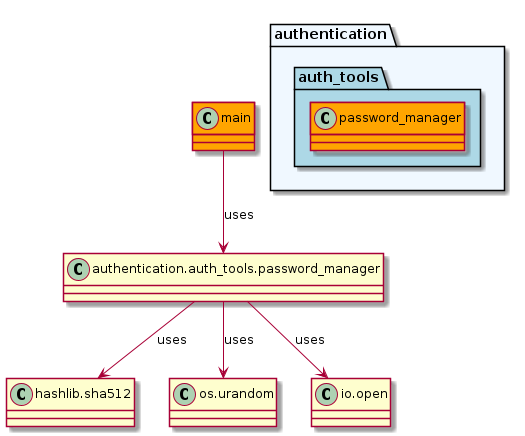 authentication
auth_tools
C main
C password_manager
uses
C authentication.auth_tools.password_manager
uses
uses
uses
C hashlib.sha512
C os.urandom
C io.open